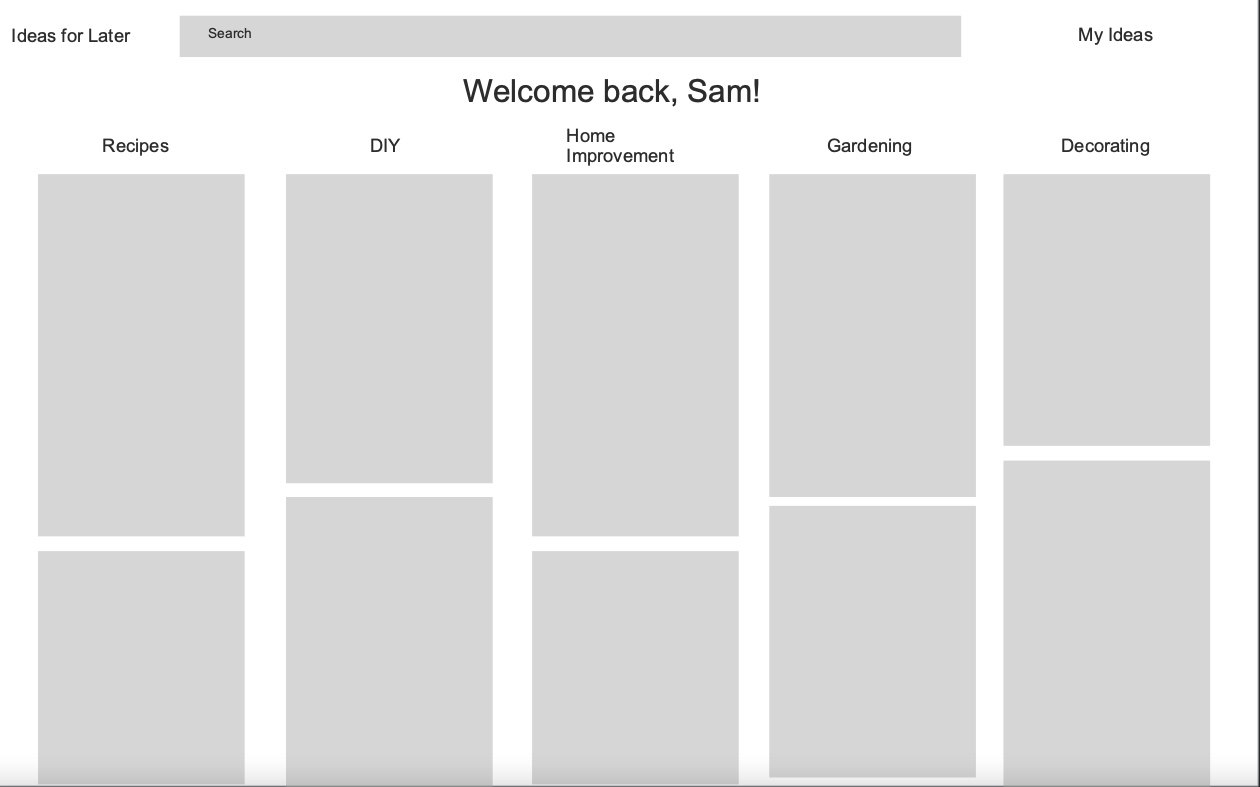 Ideas for Later
Search
My Ideas
Welcome back, Sam!
Recipes
DIY
Home
Improvement
Gardening
Decorating